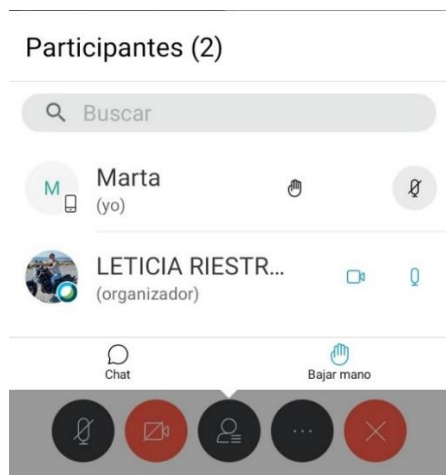 Participantes (2)
Buscar
M
Marta
(yo)
LETICIA RIESTR...
(organizador)
Chat
Bajar mano